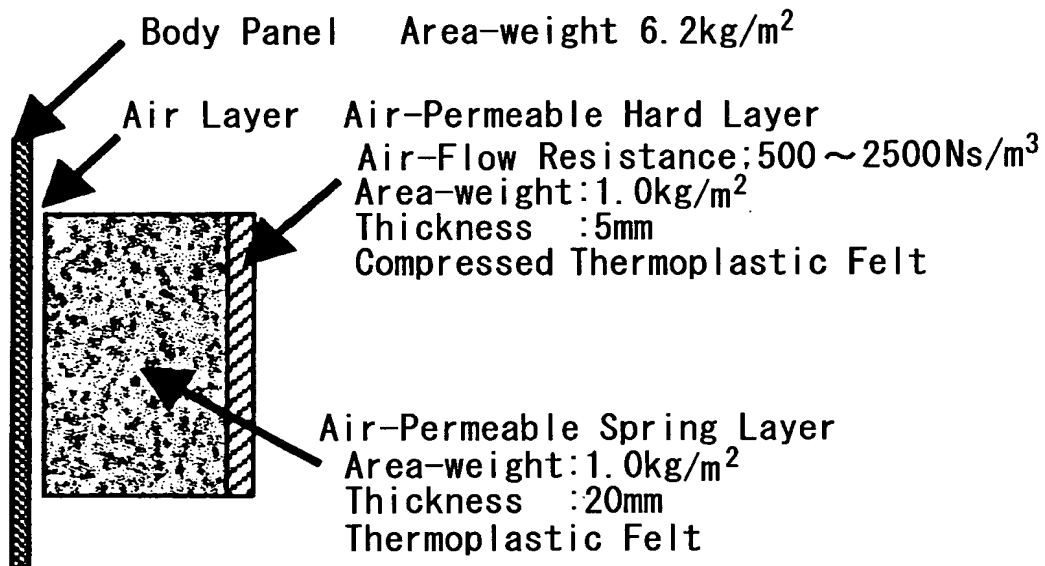 Body Panel Area-weight 6.2kg/m²
Air Layer Air-Permeable Hard Layer
Air-Flow Resistance;500～2500Ns/m³
Area-weight:1.0kg/m²
Thickness :5mm
Compressed Thermoplastic Felt
Air-Permeable Spring Layer
Area-weight:1.0kg/m²
Thickness :20mm
Thermoplastic Felt